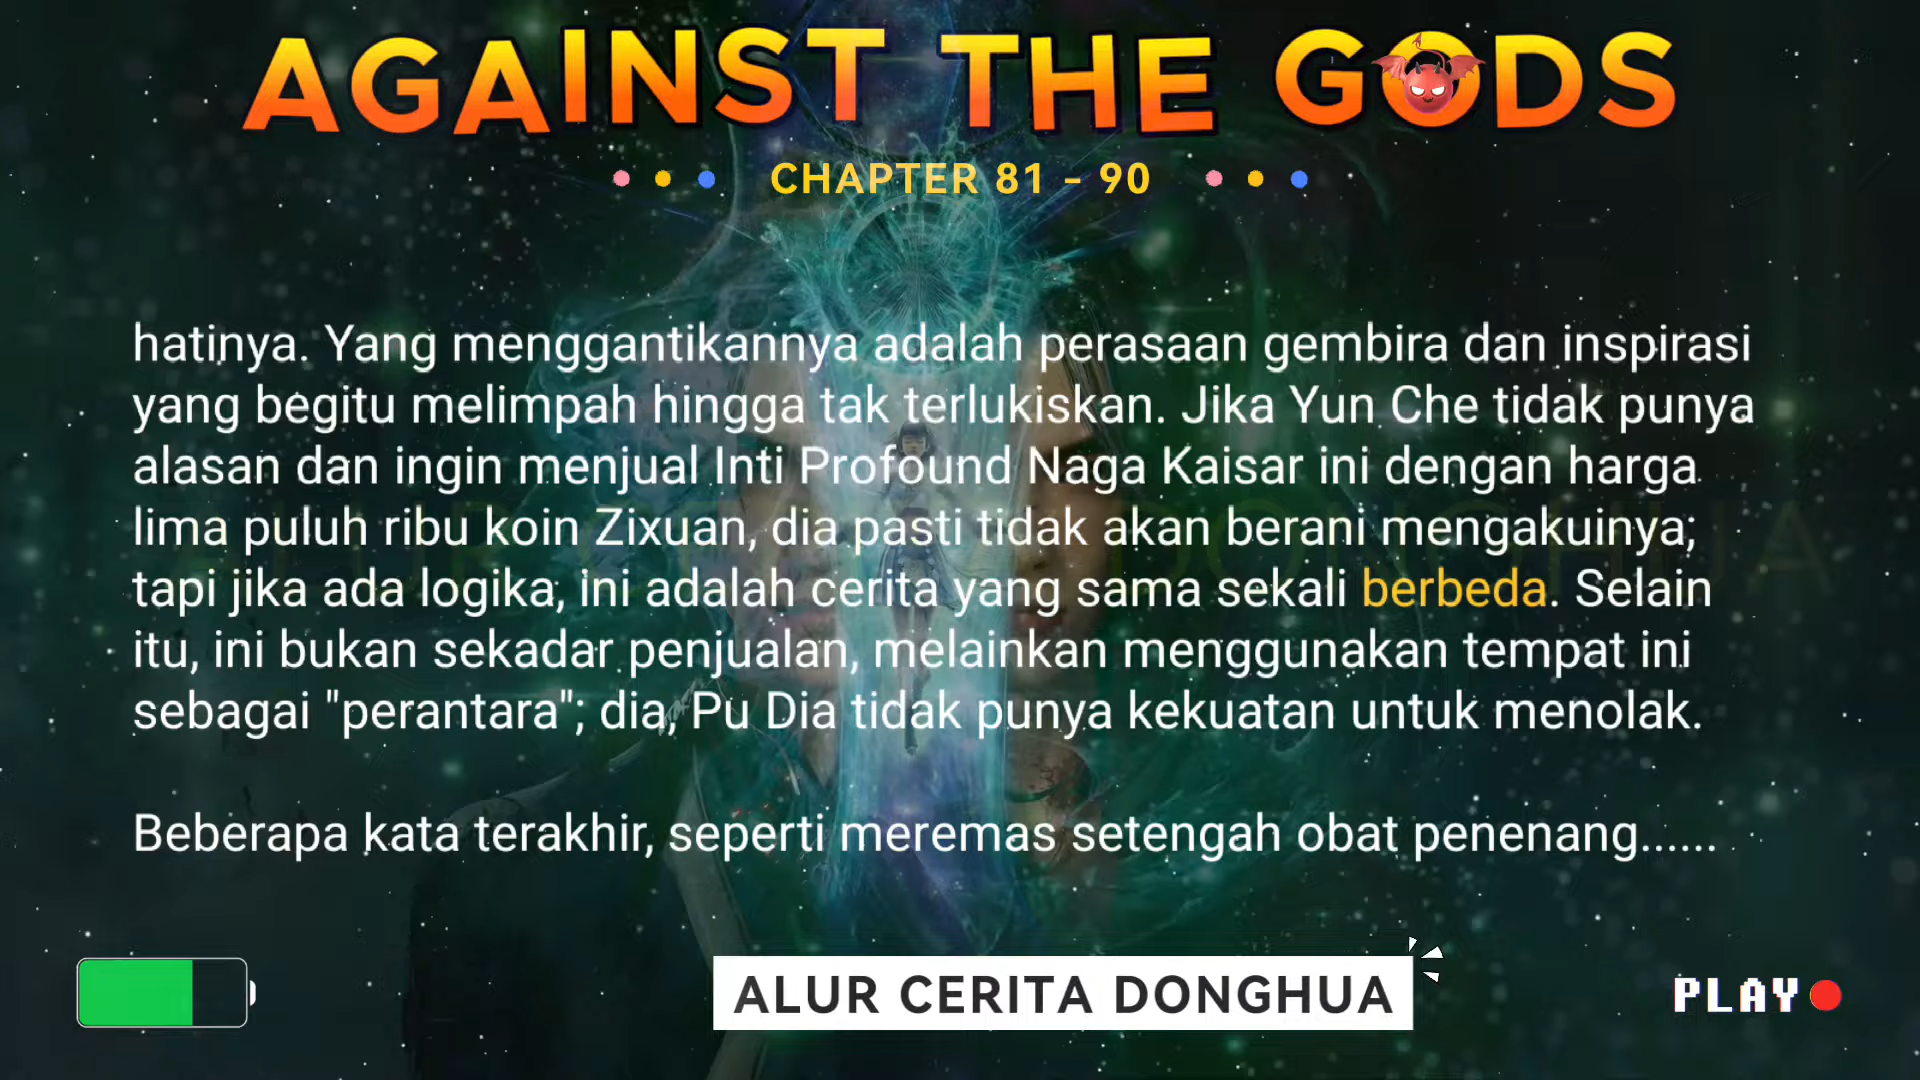 AGAINST THE GODS
CHAPTER 81 - 90
hatinya. Yang menggantikannya adalah perasaan gembira dan inspirasi
yang begitu melimpah hingga tak terlukiskan. Jika Yun Che tidak punya
alasan dan ingin menjual Inti Profound Naga Kaisar ini dengan harga
lima puluh ribu koin Zixuan, dia pasti tidak akan berani mengakuinya;
tapi jika ada logika, ini adalah cerita yang sama sekali berbeda. Selain
itu, ini bukan sekadar penjualan, melainkan menggunakan tempat ini
sebagai "perantara"; dia, Pu Dia tidak punya kekuatan untuk menolak.
Beberapa kata terakhir, seperti meremas setengah obat penenang......
ALUR CERITA DONGHUA
PLAY